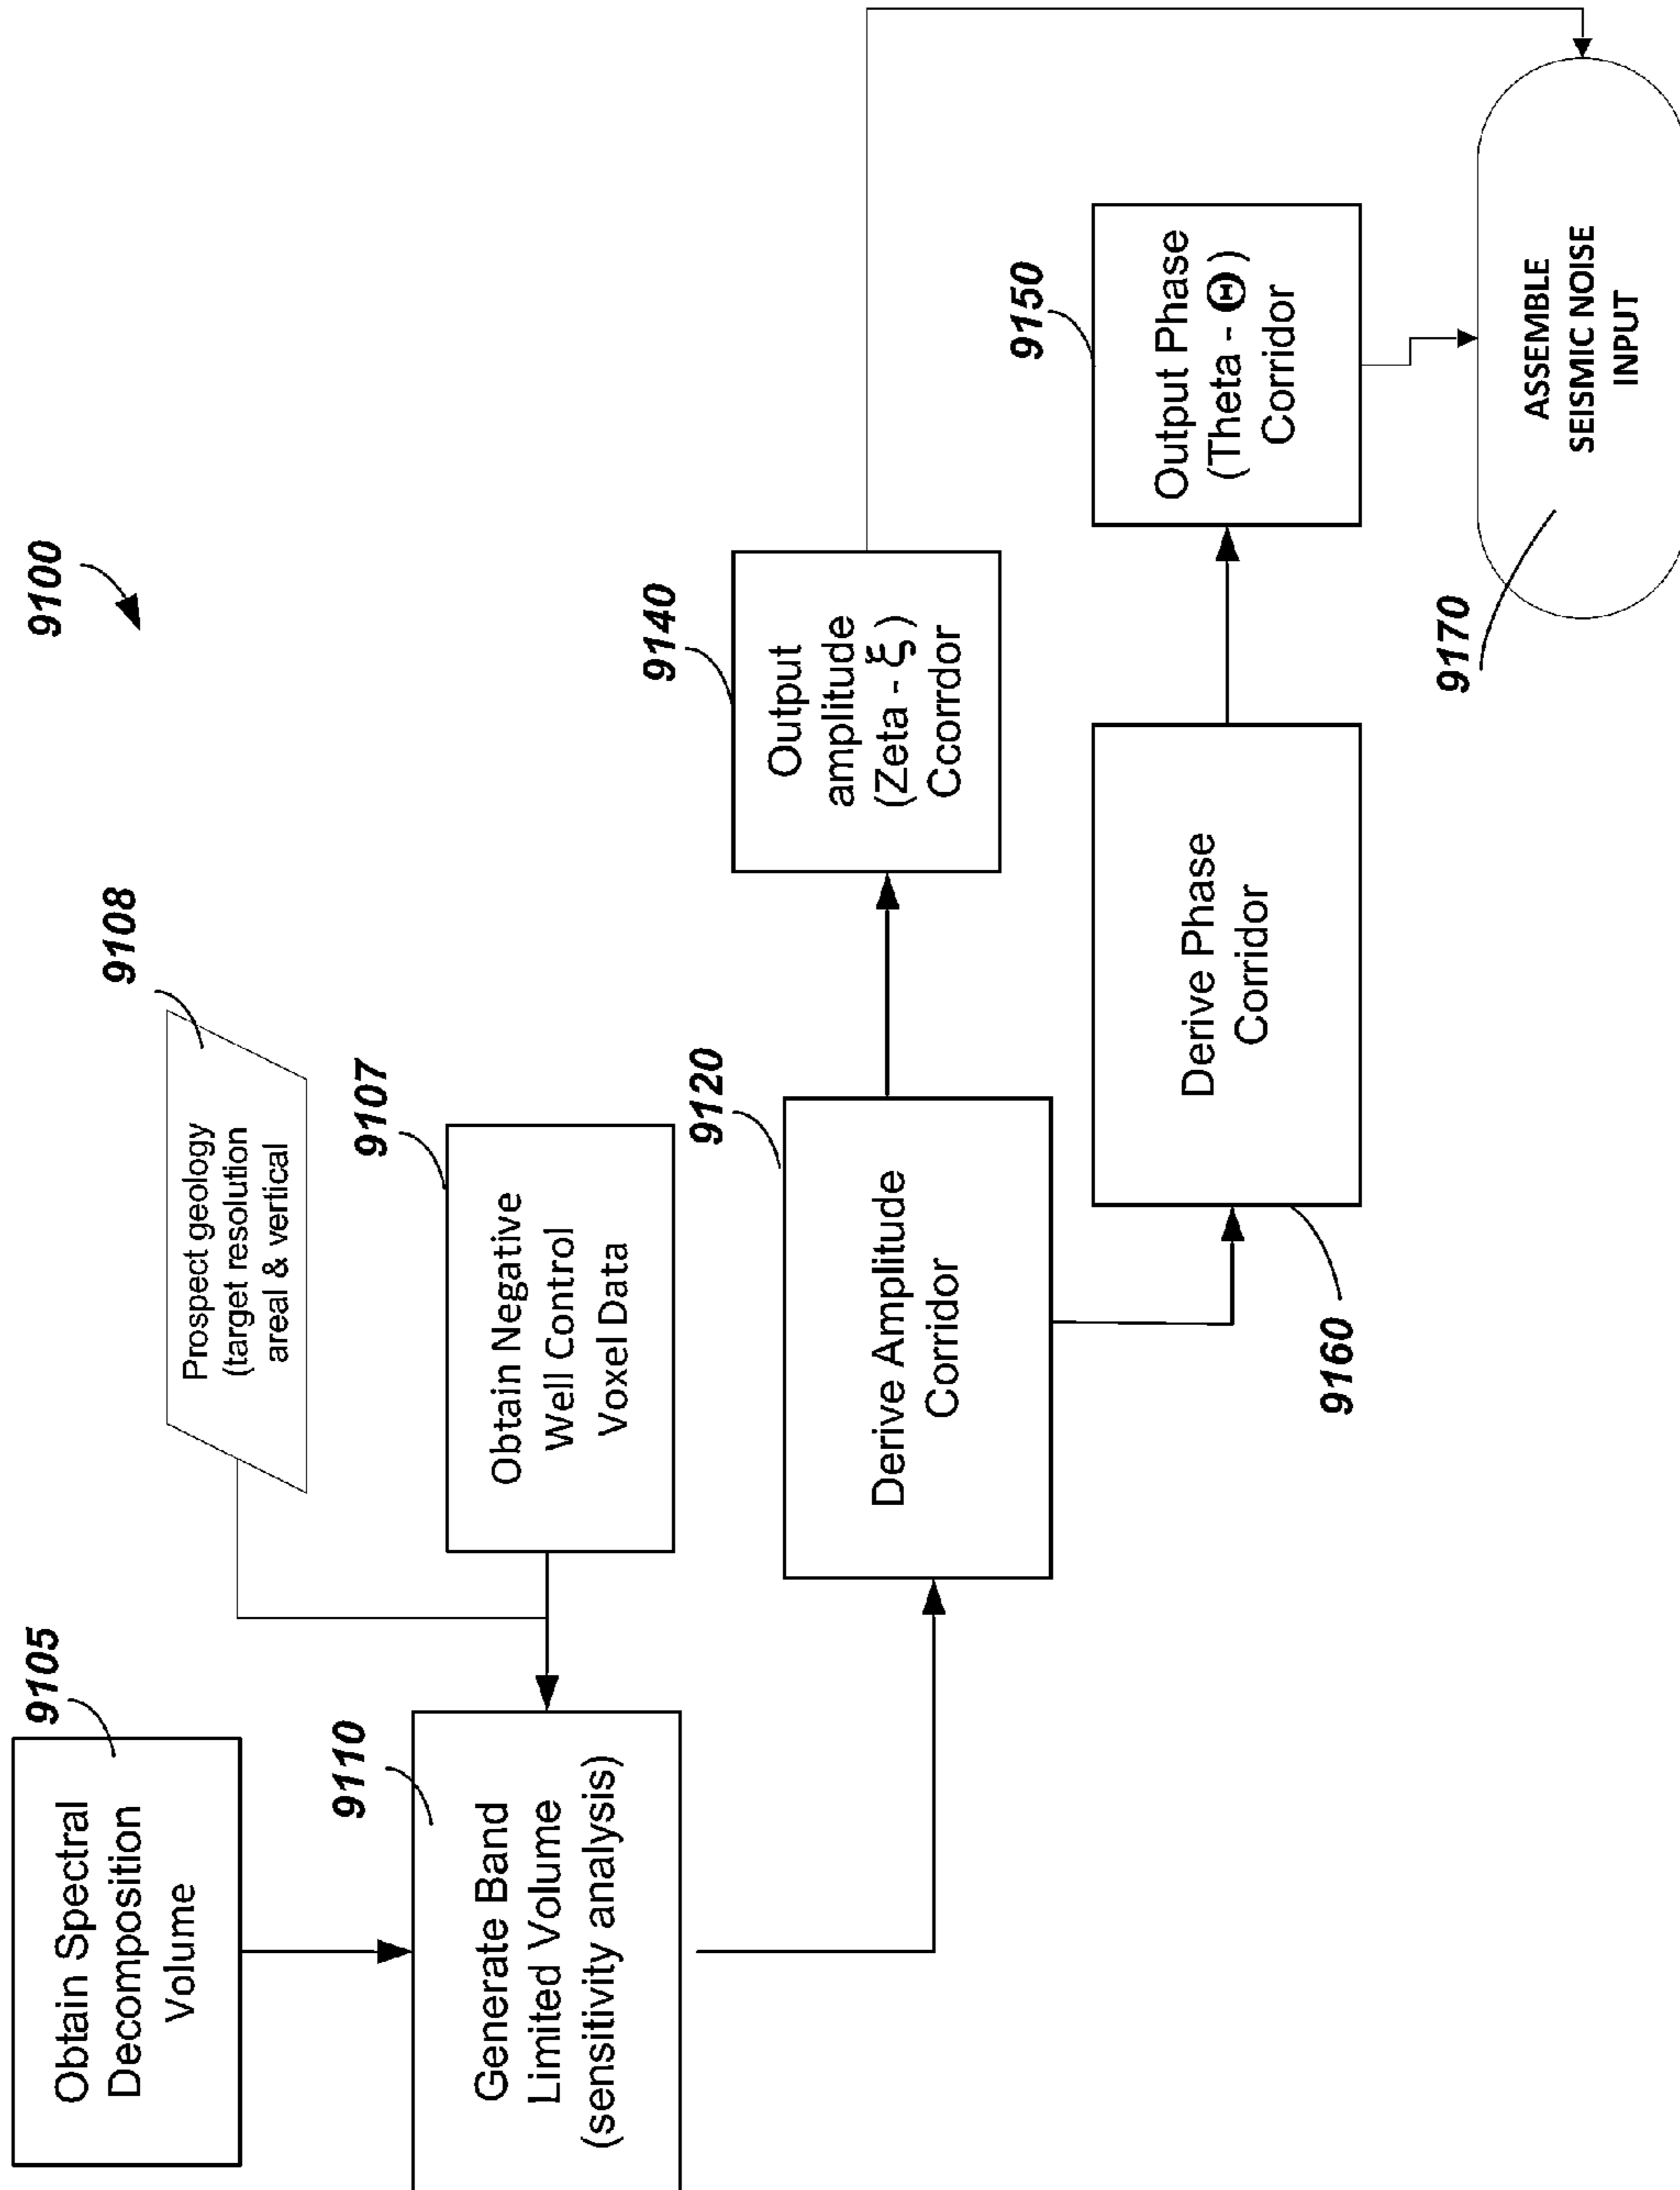 9100
9105
Obtain Spectral
Decomposition
Volume
9108
Prospect geology
(target resolution
areal & vertical
9107
Obtain Negative
Well Control
Voxel Data
9110
Generate Band
Limited Volume
(sensitivity analysis)
9120
Derive Amplitude
Corridor
9140
Output
amplitude
(Zeta - ξ)
Ccorrdor
9160
Derive Phase
Corridor
9150
Output Phase
(Theta - Θ)
Corridor
9170
ASSEMBLE
SEISMIC NOISE
INPUT